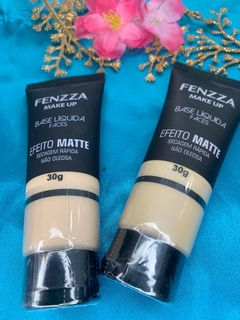 FENZZA
MAKE UP
BASE LÍQUIDA
FACES
EFEITO MATTE
SECAGEM RÁPIDA
NÃO OLEOSA
30g
FENZZA
MAKE UP
BASE LÍQUIDA
FACES
EFEITO MATTE
SECAGEM RÁPIDA
NÃO OLEOSA
30g